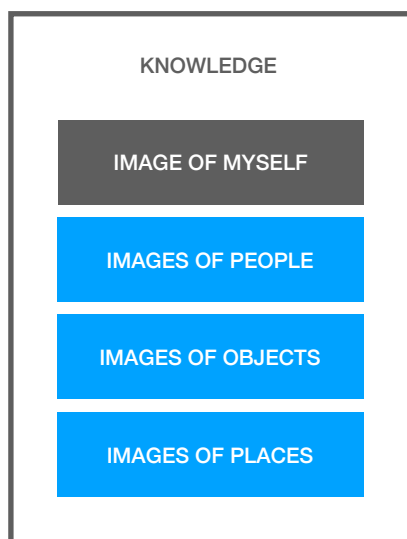 KNOWLEDGE
IMAGE OF MYSELF
IMAGES OF PEOPLE
IMAGES OF OBJECTS
IMAGES OF PLACES